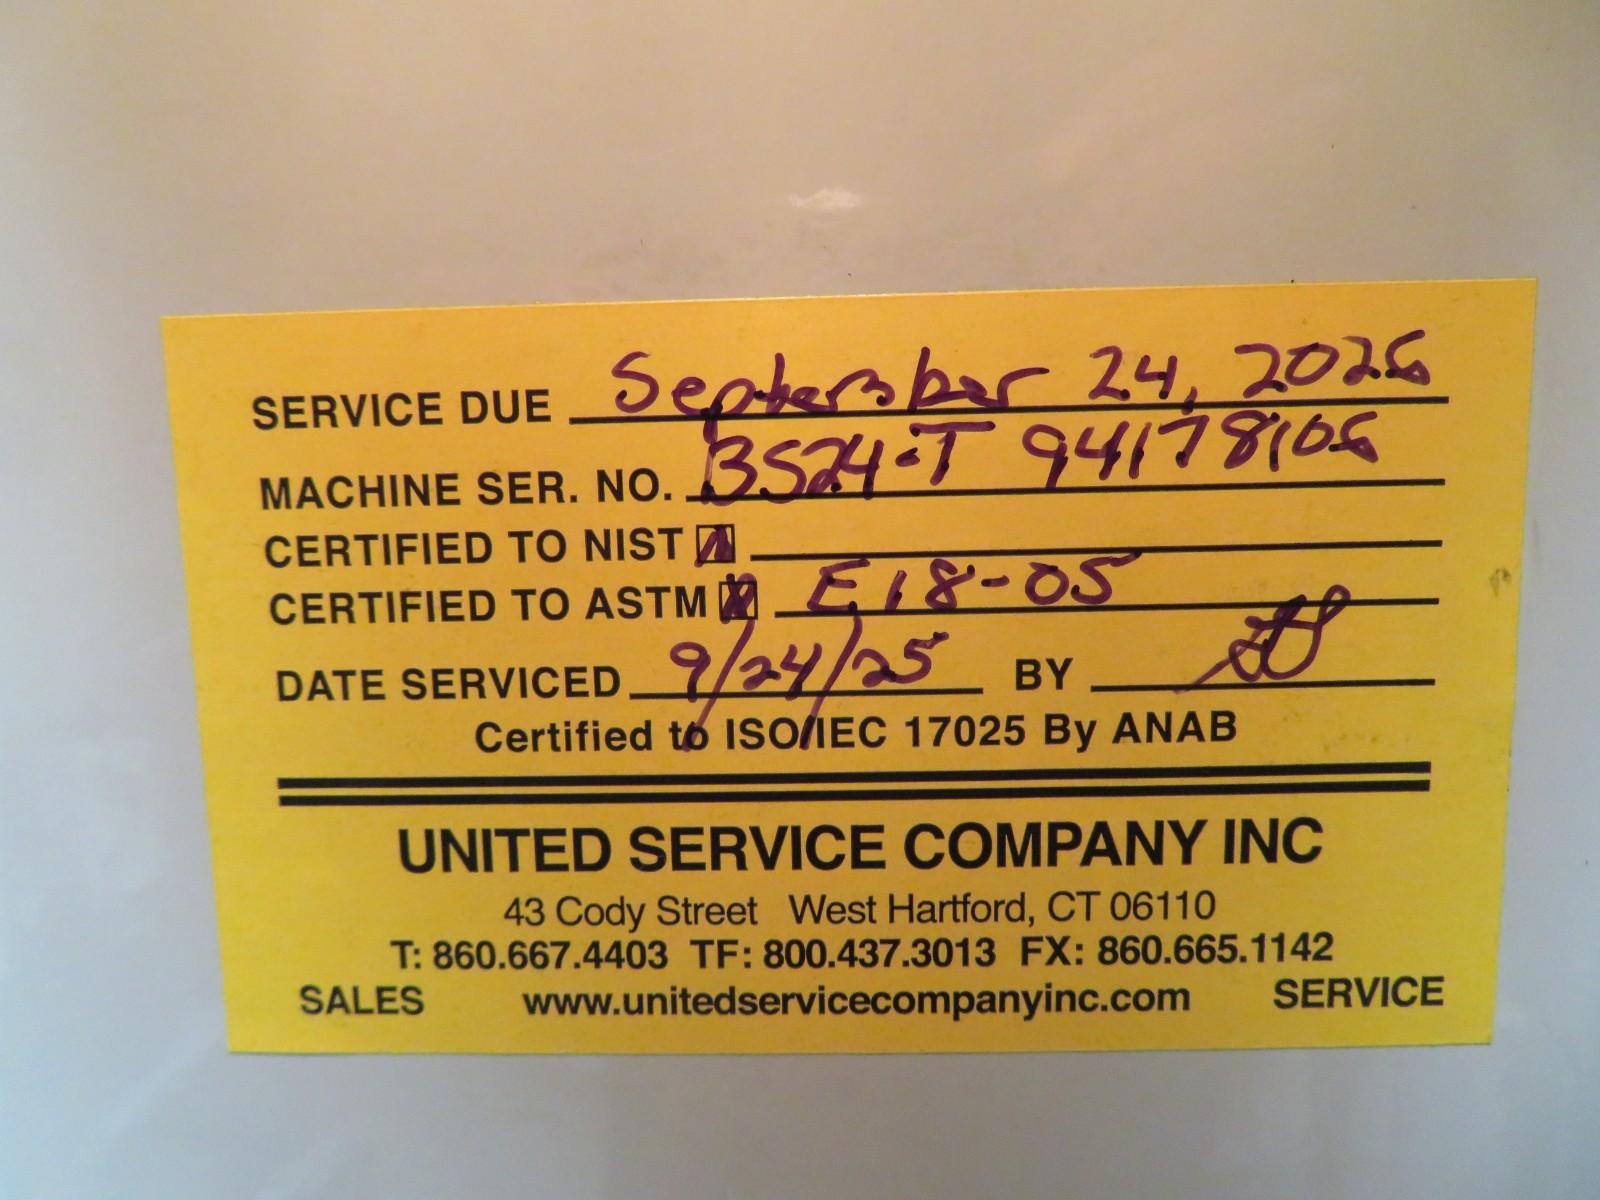 SERVICE DUE September 24, 2026
MACHINE SER. NO. BS24-T 94178106
CERTIFIED TO NIST
CERTIFIED TO ASTM E18-05
DATE SERVICED 9/24/25 BY
Certified to ISO/IEC 17025 By ANAB
UNITED SERVICE COMPANY INC
43 Cody Street West Hartford, CT 06110
T: 860.667.4403 TF: 800.437.3013 FX: 860.665.1142
SALES www.unitedservicecompanyinc.com SERVICE